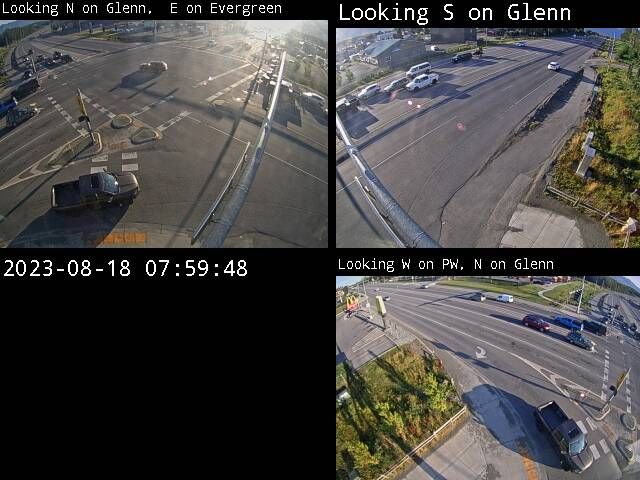 Looking N on Glenn,  E on Evergreen
Looking S on Glenn
2023-08-18 07:59:48
Looking W on PW, N on Glenn